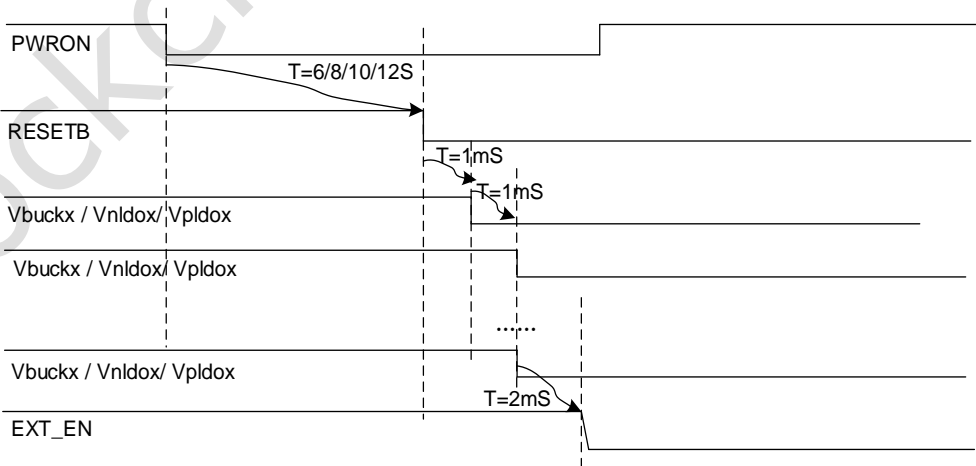 PWRON
T=6/8/10/12S
RESETB
T=1mS
T=1mS
Vbuckx / Vnldox/ Vpldox
Vbuckx / Vnldox/ Vpldox
......
Vbuckx / Vnldox/ Vpldox
T=2mS
EXT_EN